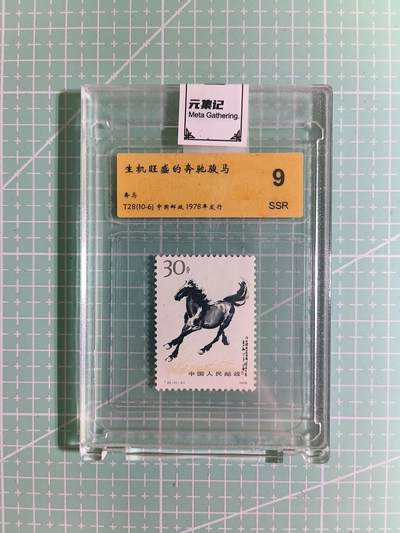 元集记
Meta Gathering.
生机旺盛的奔驰骏马
9
奔马
T28(10-6) 中国邮政 1978年发行
SSR
30分
中国人民邮政
1978